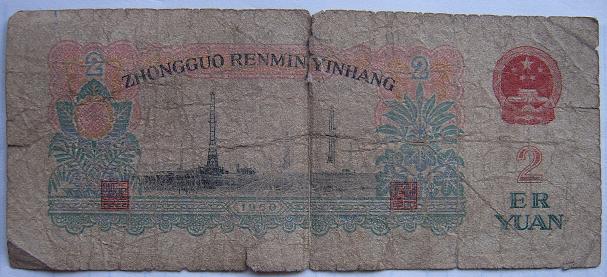 ZHONGGUO RENMIN YINHANG
2 2
2
ER
YUAN
1960